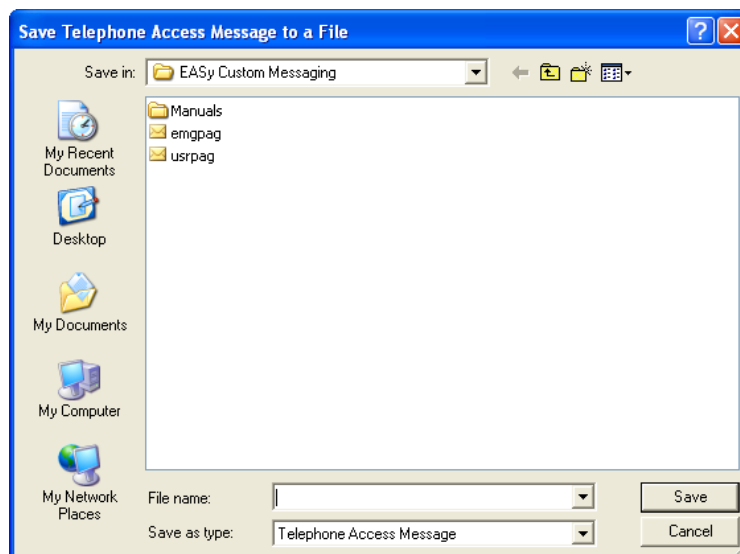 Save Telephone Access Message to a File
Save in: EASy Custom Messaging
My Recent
Documents
Desktop
My Documents
My Computer
My Network
Places
Manuals
emgpag
usrpag
File name:
Save
Save as type: Telephone Access Message
Cancel